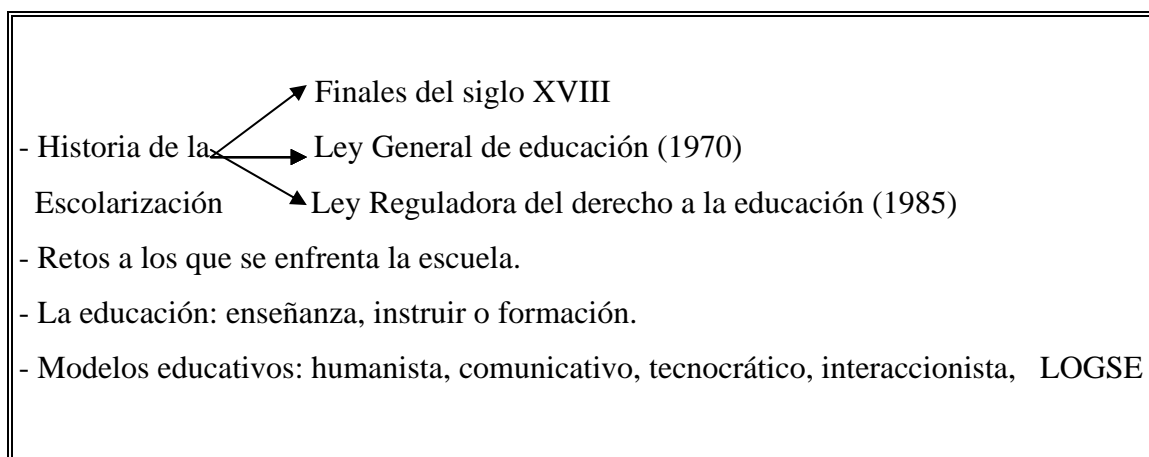 Finales del siglo XVIII
- Historia de la Ley General de educación (1970)
Escolarización Ley Reguladora del derecho a la educación (1985)
- Retos a los que se enfrenta la escuela.
- La educación: enseñanza, instruir o formación.
- Modelos educativos: humanista, comunicativo, tecnocrático, interaccionista, LOGSE